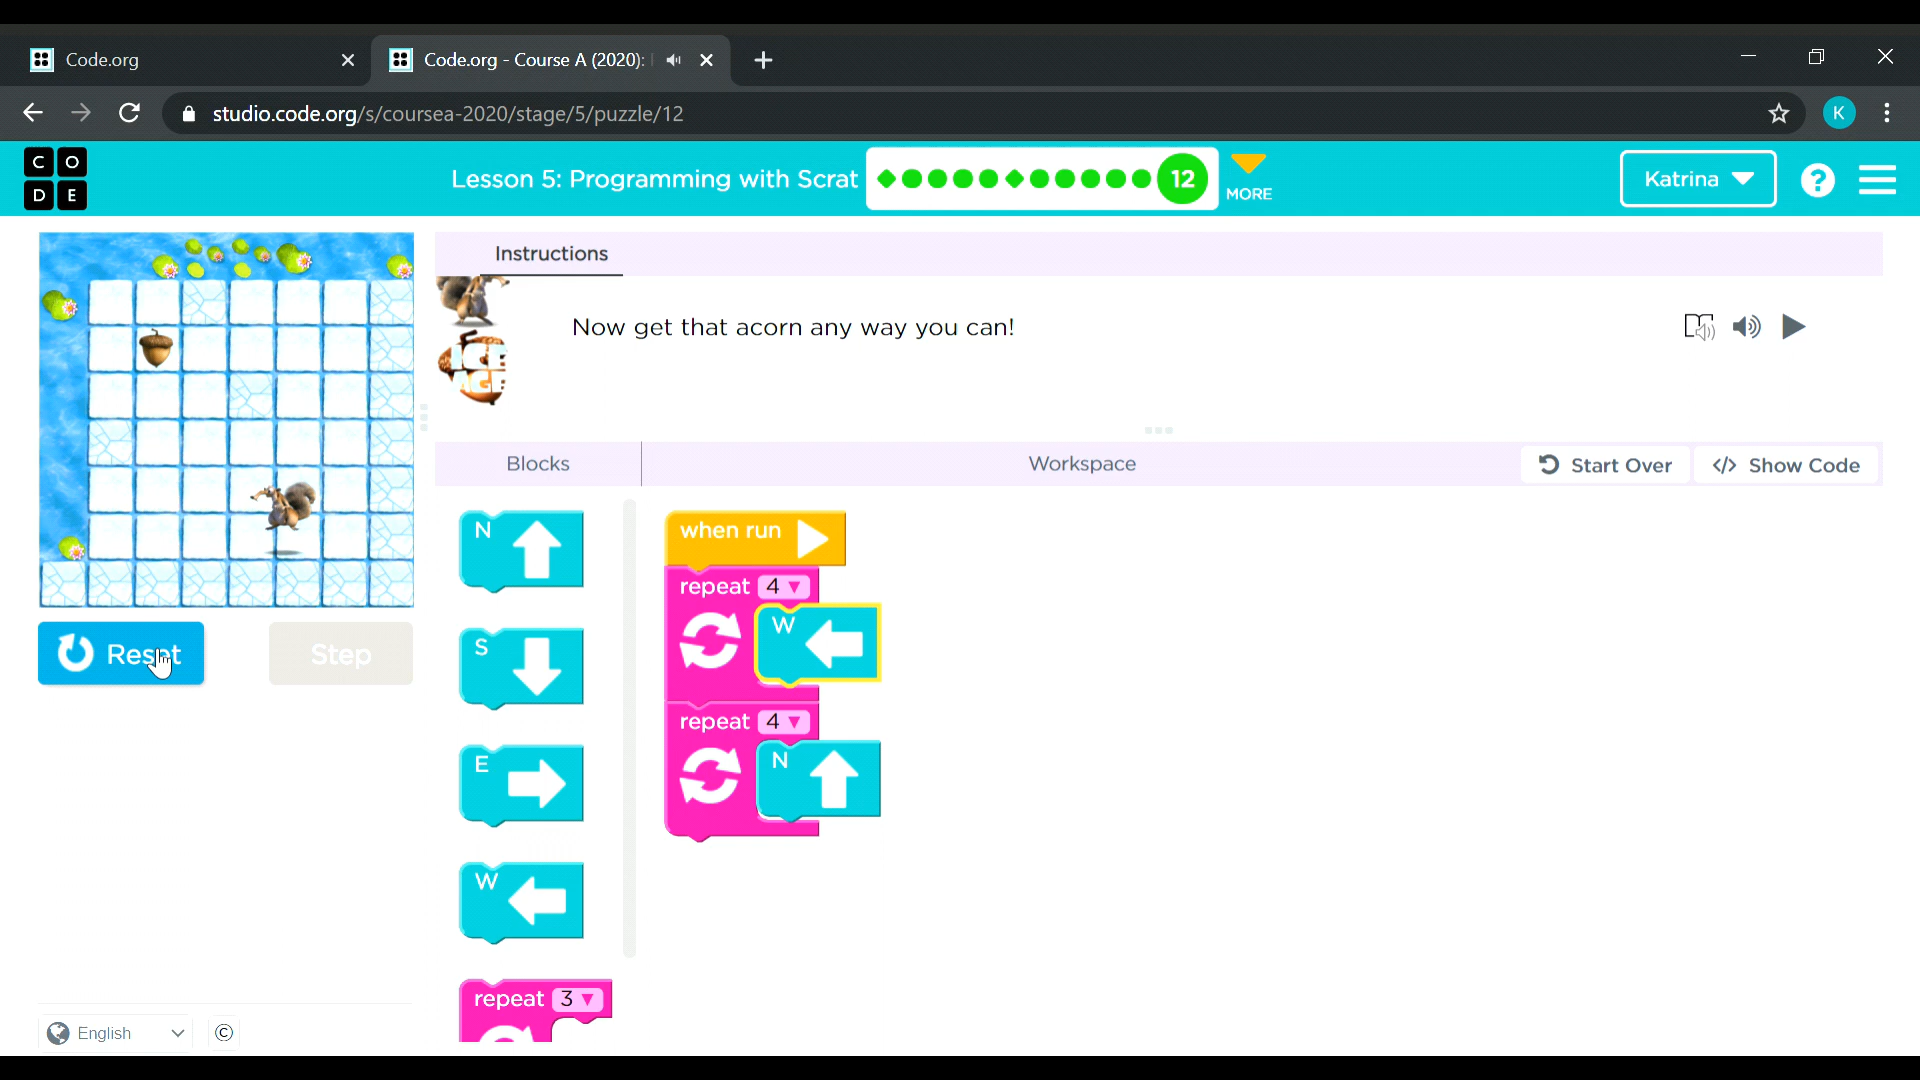 Code.org
Code.org - Course A (2020):
studio.code.org/s/coursea-2020/stage/5/puzzle/12
K
C O
D E
Lesson 5: Programming with Scrat
12
MORE
Katrina
?
Instructions
Now get that acorn any way you can!
ICE
AGE
Blocks
Workspace
Start Over
</> Show Code
N
S
E
W
repeat 3
when run
repeat 4
W
repeat 4
N
Reset
Step
English
©